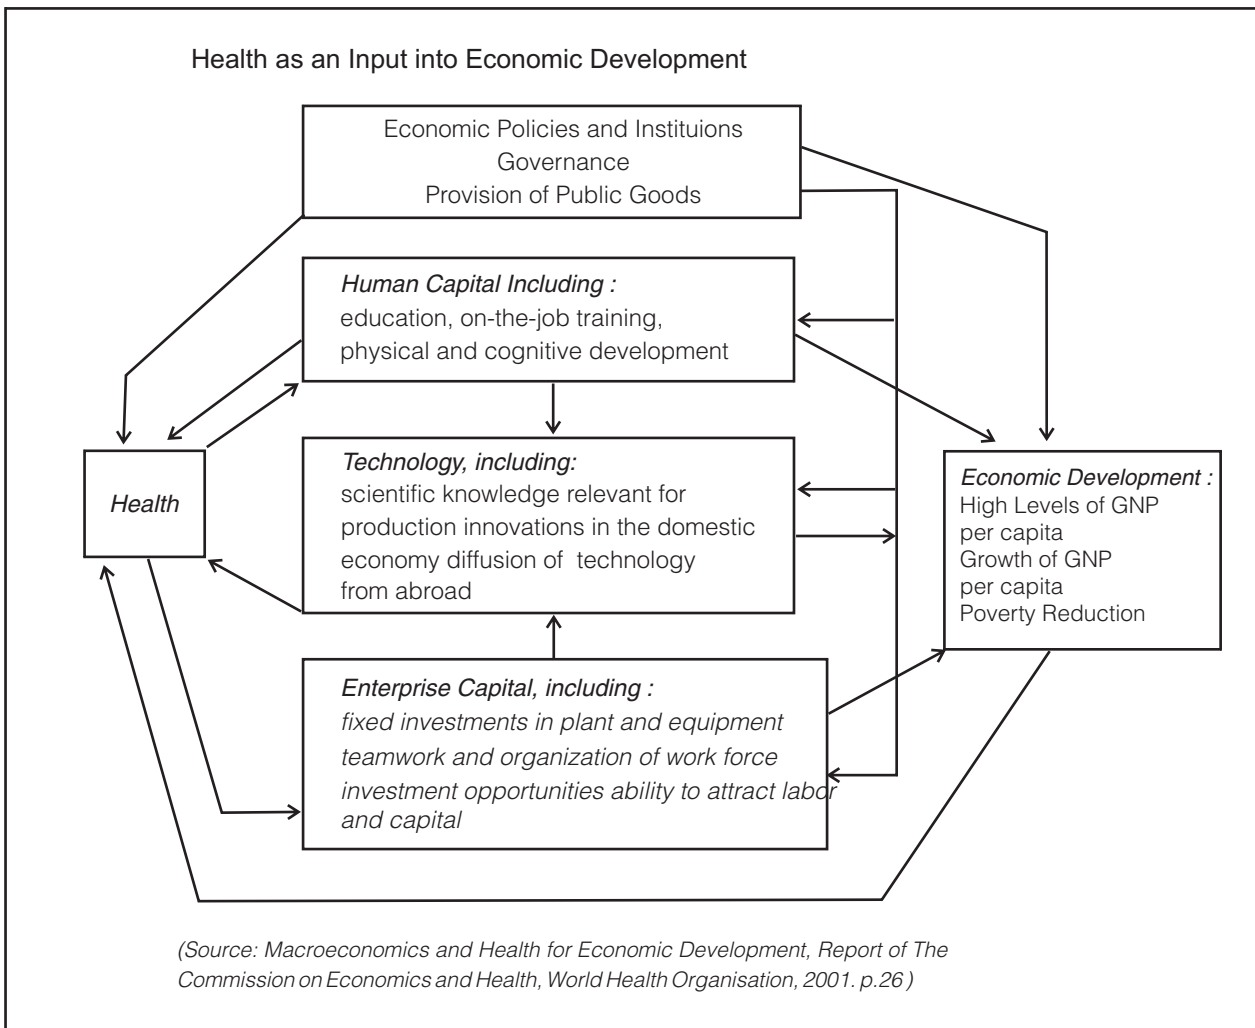 Health as an Input into Economic Development
Economic Policies and Instituions
Governance
Provision of Public Goods
Human Capital Including :
education, on-the-job training,
physical and cognitive development
Health
Technology, including:
scientific knowledge relevant for
production innovations in the domestic
economy diffusion of technology
from abroad
Economic Development :
High Levels of GNP
per capita
Growth of GNP
per capita
Poverty Reduction
Enterprise Capital, including :
fixed investments in plant and equipment
teamwork and organization of work force
investment opportunities ability to attract labor
and capital
(Source: Macroeconomics and Health for Economic Development, Report of The
Commission on Economics and Health, World Health Organisation, 2001. p.26 )